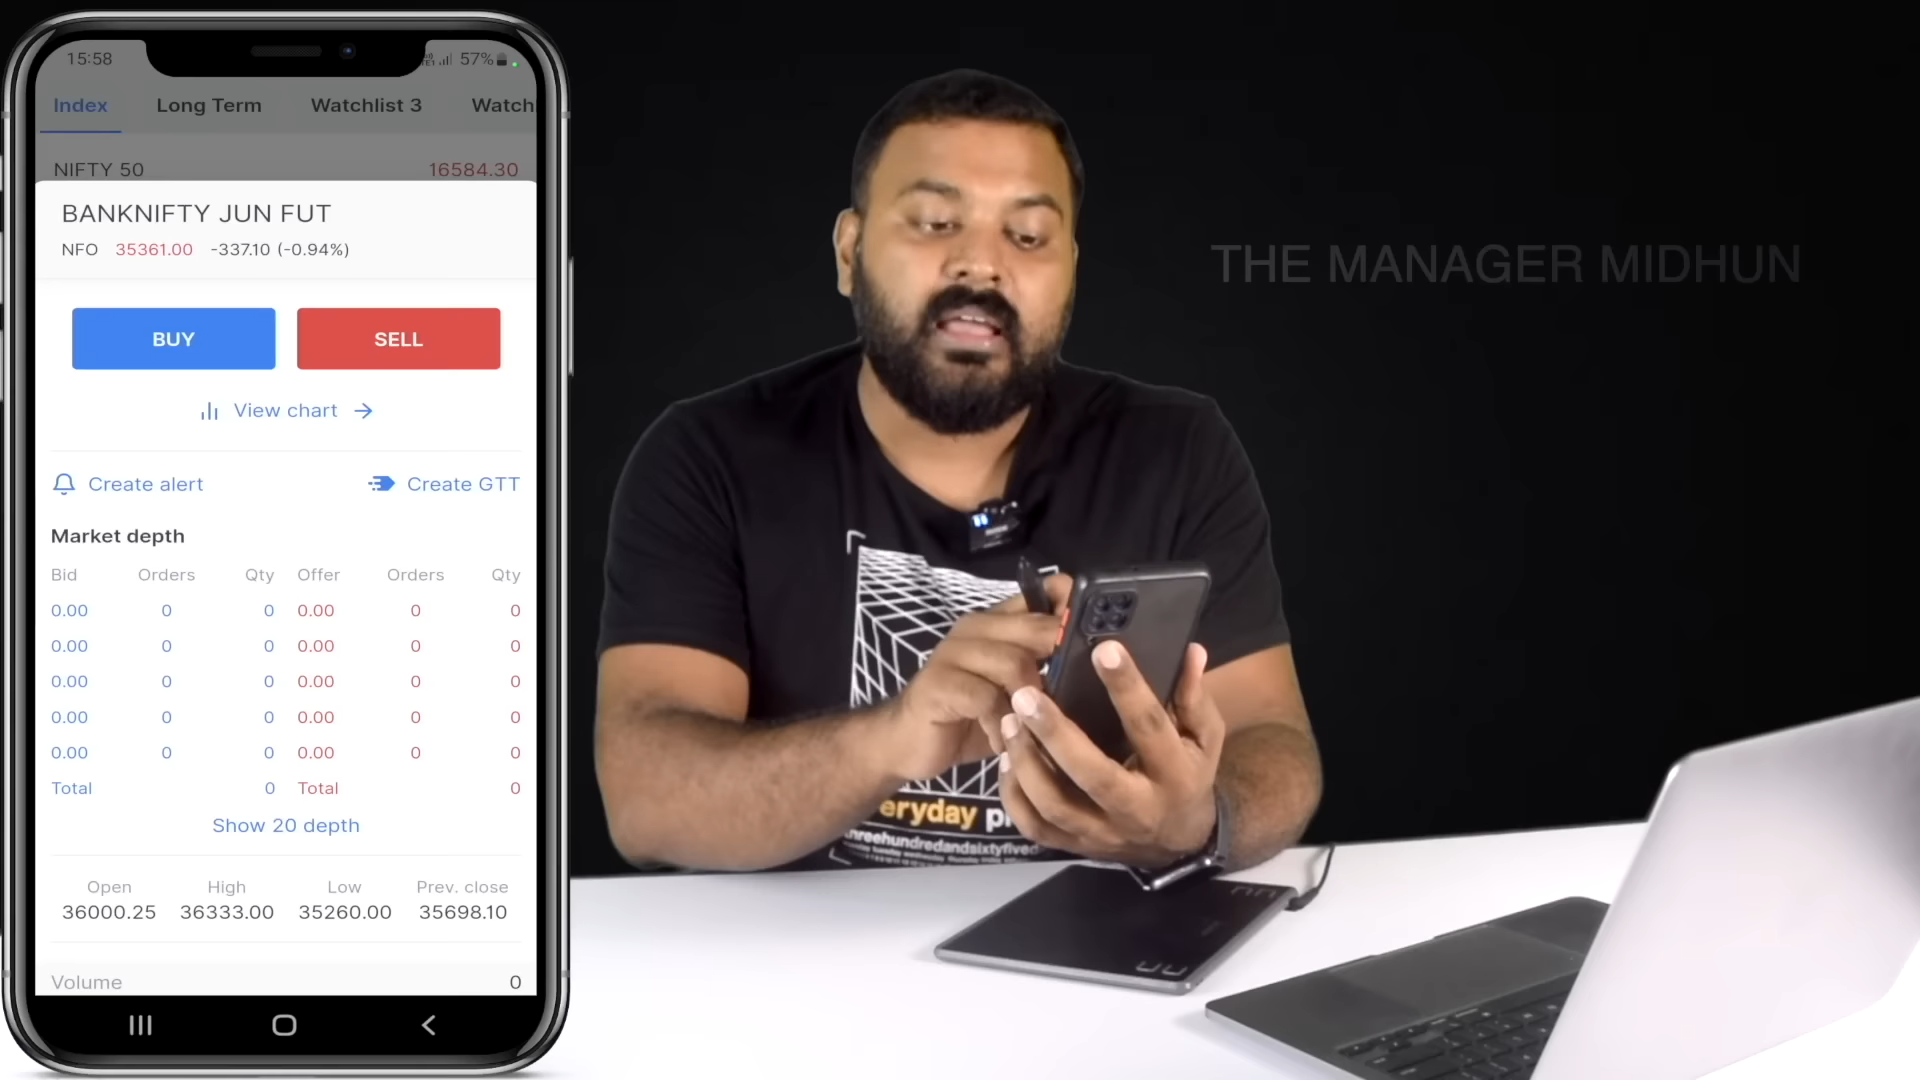 15:58
57%
Index Long Term Watchlist 3 Watch
NIFTY 50 16584.30
BANKNIFTY JUN FUT
NFO 35361.00 -337.10 (-0.94%)
BUY SELL
View chart
Create alert Create GTT
Market depth
Bid Orders Qty Offer Orders Qty
0.00 0 0 0.00 0 0
0.00 0 0 0.00 0 0
0.00 0 0 0.00 0 0
0.00 0 0 0.00 0 0
0.00 0 0 0.00 0 0
Total 0 Total 0
Show 20 depth
Open High Low Prev. close
36000.25 36333.00 35260.00 35698.10
Volume 0
THE MANAGER MIDHUN
eryday p
hreehundredandsixtyfived